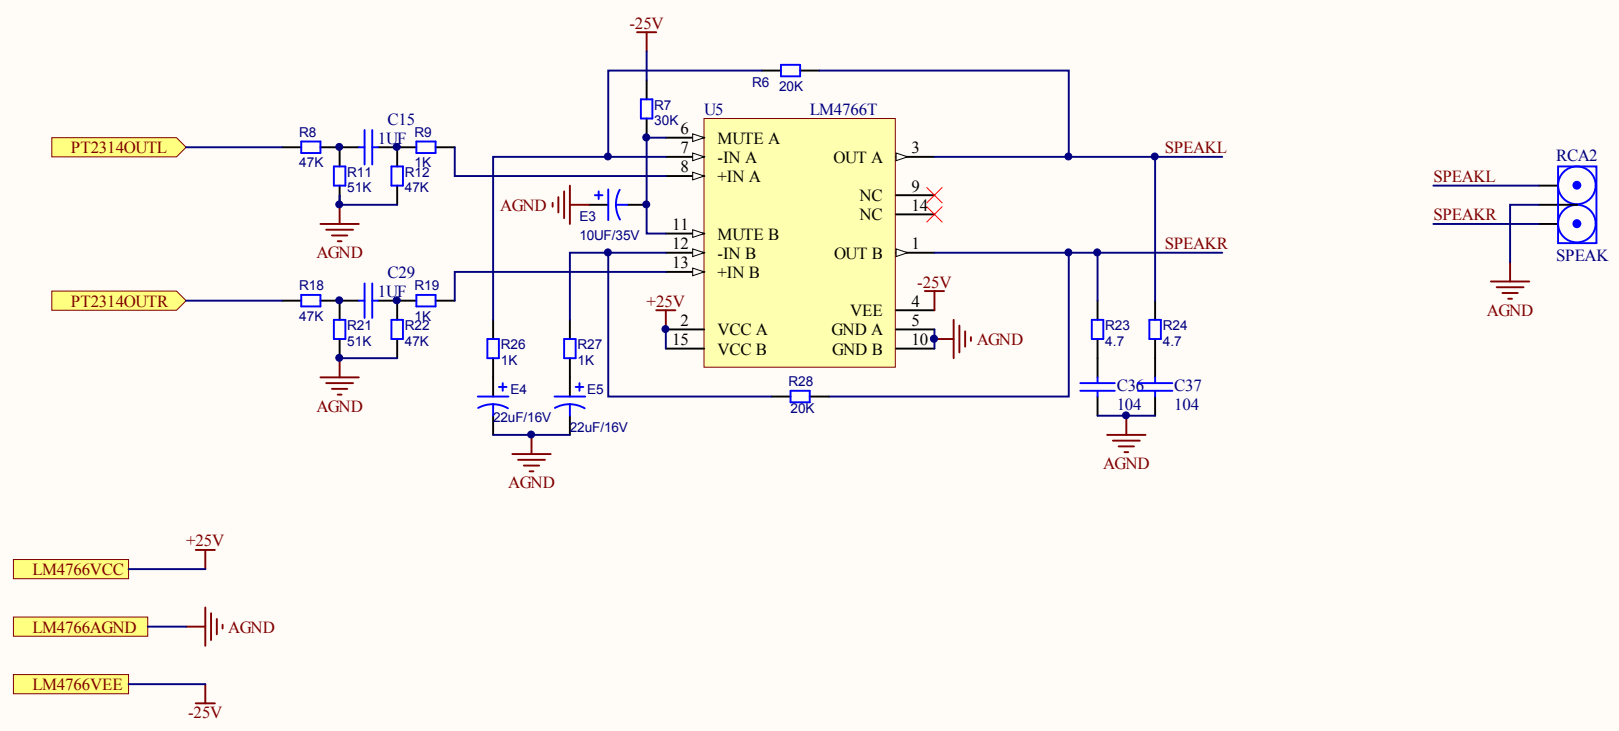 -25V
R6
20K
R7
30K
U5
LM4766T
PT2314OUTL
R8
47K
C15
1UF
R9
1K
R11
51K
R12
47K
AGND
6
MUTE A
7
-IN A
8
+IN A
OUT A
3
SPEAKL
NC
9
NC
14
AGND
+
E3
10UF/35V
11
MUTE B
12
-IN B
13
+IN B
OUT B
1
SPEAKR
RCA2
SPEAKL
SPEAKR
SPEAK
AGND
PT2314OUTR
R18
47K
C29
1UF
R19
1K
R21
51K
R22
47K
AGND
+25V
2
VCC A
15
VCC B
-25V
VEE
4
GND A
5
GND B
10
AGND
R26
1K
R27
1K
+
E4
22uF/16V
+
E5
22uF/16V
AGND
R28
20K
R23
4.7
R24
4.7
C36
104
C37
104
AGND
+25V
LM4766VCC
LM4766AGND
AGND
LM4766VEE
-25V